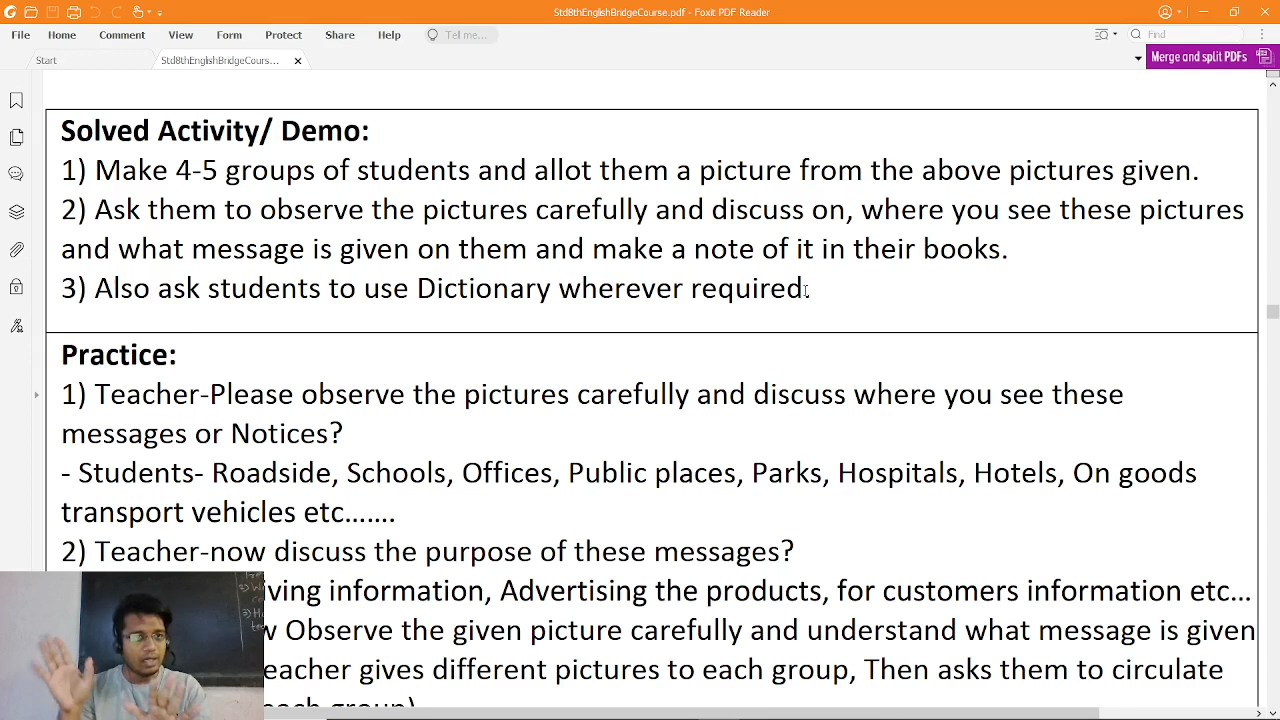 Std8thEnglishBridgeCourse.pdf - Foxit PDF Reader
File Home Comment View Form Protect Share Help Tell me... Find
Start Std8thEnglishBridgeCours... Merge and split PDFs
Solved Activity/ Demo:
1) Make 4-5 groups of students and allot them a picture from the above pictures given.
2) Ask them to observe the pictures carefully and discuss on, where you see these pictures
and what message is given on them and make a note of it in their books.
3) Also ask students to use Dictionary wherever required.
Practice:
1) Teacher-Please observe the pictures carefully and discuss where you see these
messages or Notices?
- Students- Roadside, Schools, Offices, Public places, Parks, Hospitals, Hotels, On goods
transport vehicles etc…....
2) Teacher-now discuss the purpose of these messages?
information, Advertising the products, for customers information etc…
Observe the given picture carefully and understand what message is given
gives different pictures to each group, Then asks them to circulate
group)